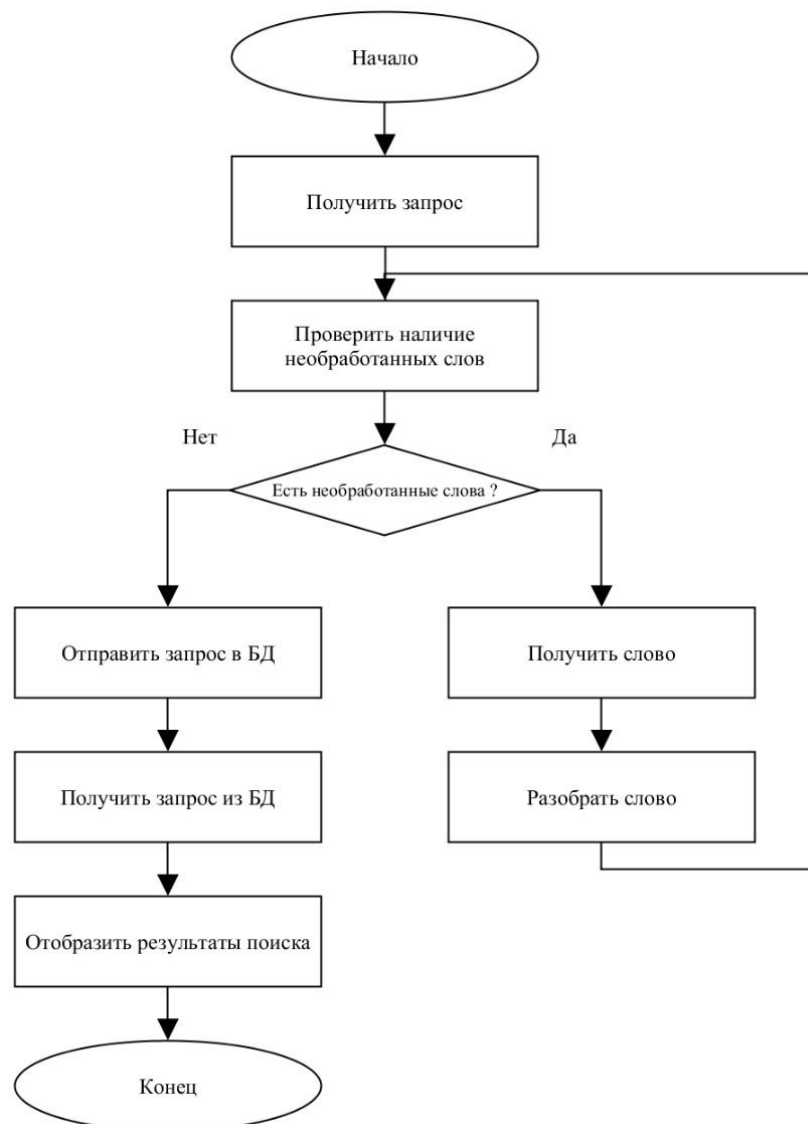 Начало
Получить запрос
Проверить наличие
необработанных слов
Нет
Да
Есть необработанные слова ?
Отправить запрос в БД
Получить слово
Получить запрос из БД
Разобрать слово
Отобразить результаты поиска
Конец